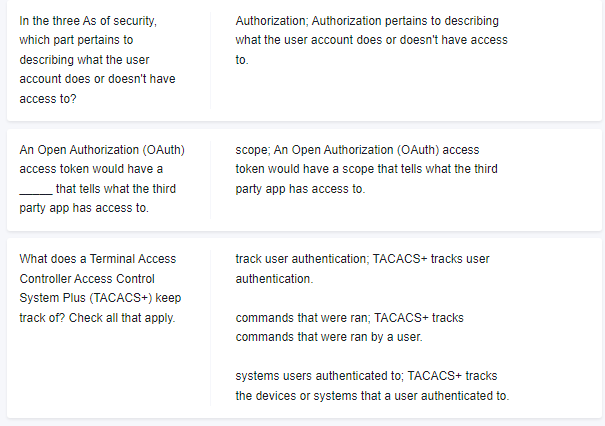 In the three As of security,
which part pertains to
describing what the user
account does or doesn't have
access to?
Authorization; Authorization pertains to describing
what the user account does or doesn't have access
to.
An Open Authorization (OAuth)
access token would have a
_____ that tells what the third
party app has access to.
scope; An Open Authorization (OAuth) access
token would have a scope that tells what the third
party app has access to.
What does a Terminal Access
Controller Access Control
System Plus (TACACS+) keep
track of? Check all that apply.
track user authentication; TACACS+ tracks user
authentication.
commands that were ran; TACACS+ tracks
commands that were ran by a user.
systems users authenticated to; TACACS+ tracks
the devices or systems that a user authenticated to.